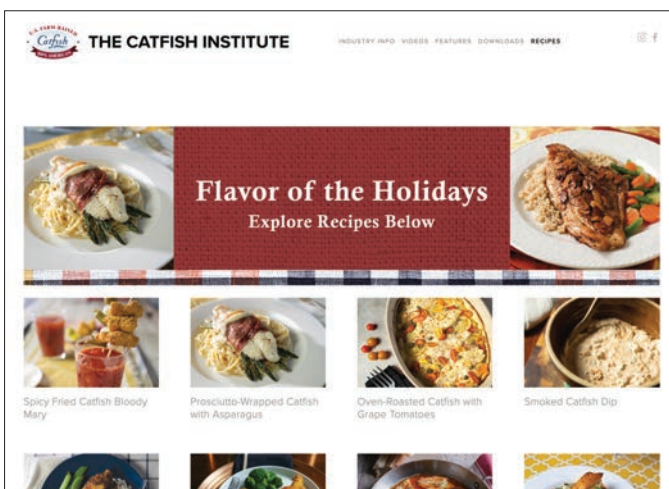 U.S. FARM-RAISED
Catfish
THE CATFISH INSTITUTE
INDUSTRY INFO VIDEOS FEATURES DOWNLOADS RECIPES
Flavor of the Holidays
Explore Recipes Below
Spicy Fried Catfish Bloody
Mary
Prosciutto-Wrapped Catfish
with Asparagus
Oven-Roasted Catfish with
Grape Tomatoes
Smoked Catfish Dip